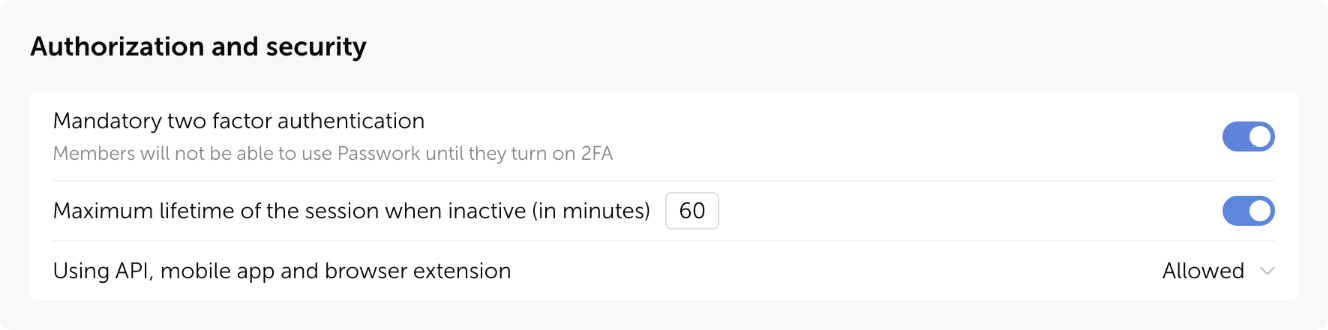 Authorization and security
Mandatory two factor authentication
Members will not be able to use Passwork until they turn on 2FA
Maximum lifetime of the session when inactive (in minutes) 60
Using API, mobile app and browser extension Allowed